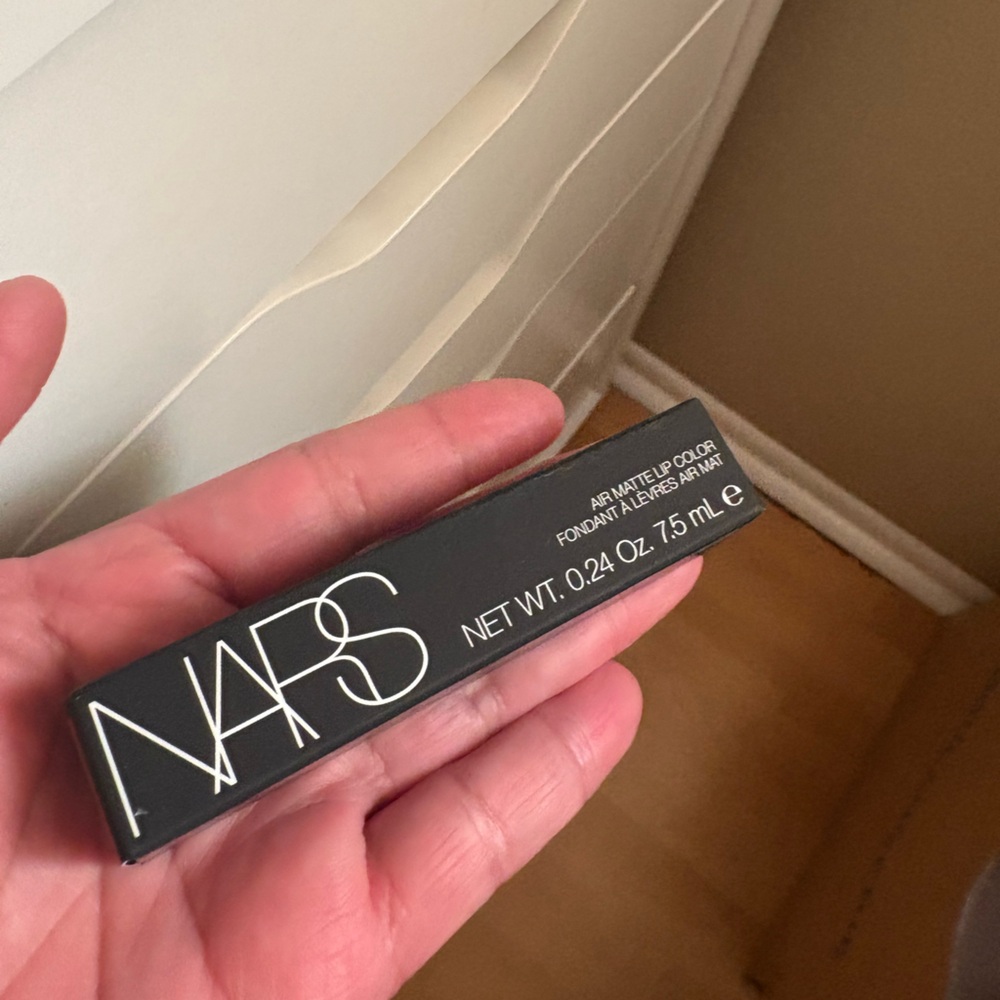 NARS
AIR MATTE LIP COLOR
FONDANT À LÈVRES AIR MAT
NET WT. 0.24 Oz. 7.5 mL ℮